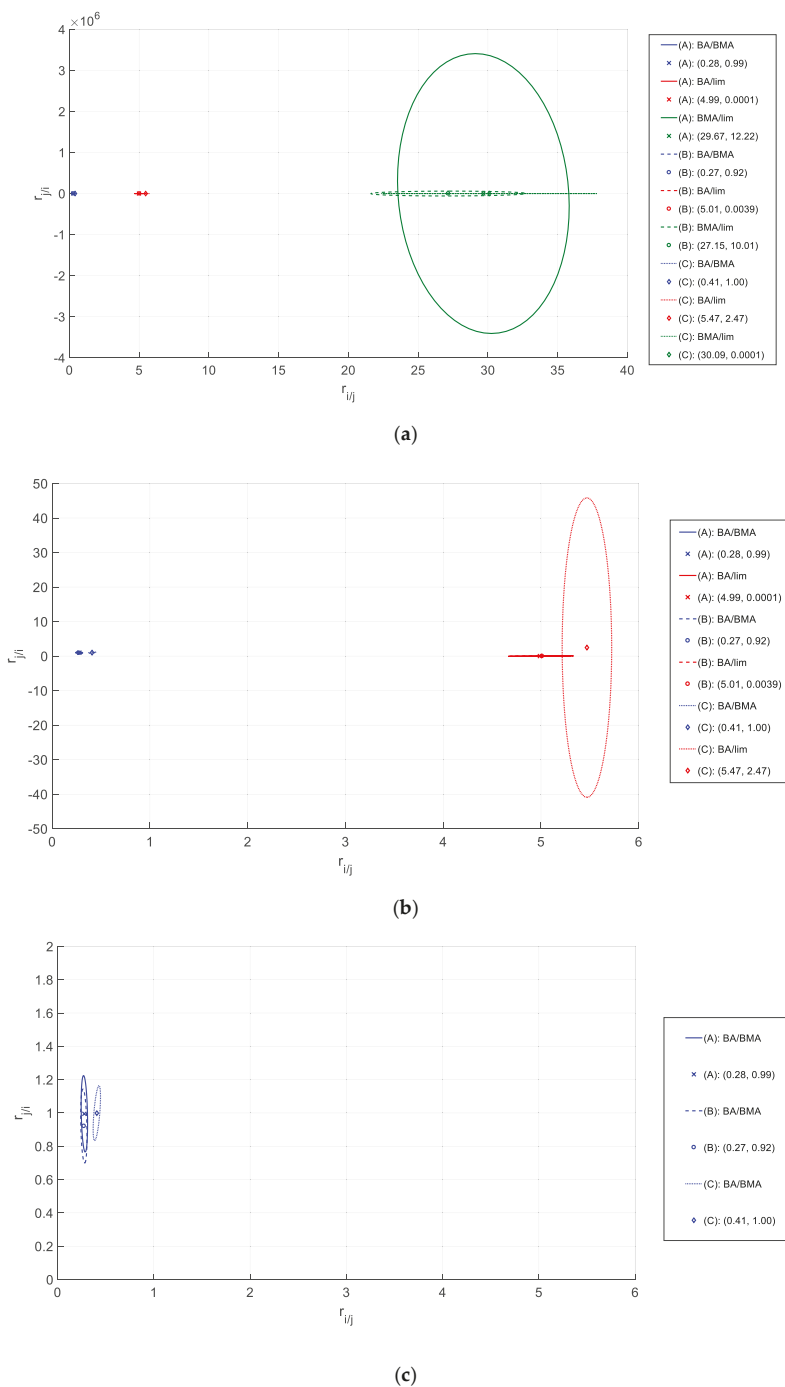 ×10⁶
4
3
2
1
0
-1
-2
-3
-4
r j/i
0 5 10 15 20 25 30 35 40
r i/j
(A): BA/BMA
(A): (0.28, 0.99)
(A): BA/lim
(A): (4.99, 0.0001)
(A): BMA/lim
(A): (29.67, 12.22)
(B): BA/BMA
(B): (0.27, 0.92)
(B): BA/lim
(B): (5.01, 0.0039)
(B): BMA/lim
(B): (27.15, 10.01)
(C): BA/BMA
(C): (0.41, 1.00)
(C): BA/lim
(C): (5.47, 2.47)
(C): BMA/lim
(C): (30.09, 0.0001)
(a)
50
40
30
20
10
0
-10
-20
-30
-40
-50
r j/i
0 1 2 3 4 5 6
r i/j
(A): BA/BMA
(A): (0.28, 0.99)
(A): BA/lim
(A): (4.99, 0.0001)
(B): BA/BMA
(B): (0.27, 0.92)
(B): BA/lim
(B): (5.01, 0.0039)
(C): BA/BMA
(C): (0.41, 1.00)
(C): BA/lim
(C): (5.47, 2.47)
(b)
2
1.8
1.6
1.4
1.2
1
0.8
0.6
0.4
0.2
0
r j/i
0 1 2 3 4 5 6
r i/j
(A): BA/BMA
(A): (0.28, 0.99)
(B): BA/BMA
(B): (0.27, 0.92)
(C): BA/BMA
(C): (0.41, 1.00)
(c)